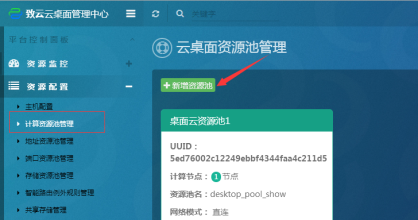 致云云桌面管理中心
关键字
平台控制面板
资源监控
资源配置
主机配置
计算资源池管理
地址资源池管理
端口资源池管理
存储资源池管理
智能路由例外规则管理
共享存储管理
云桌面资源池管理
新增资源池
桌面云资源池1
UUID：
5ed76002c12249ebbf4344faa4c211d5
计算节点： 1 节点
资源池名：desktop_pool_show
网络模式： 直连